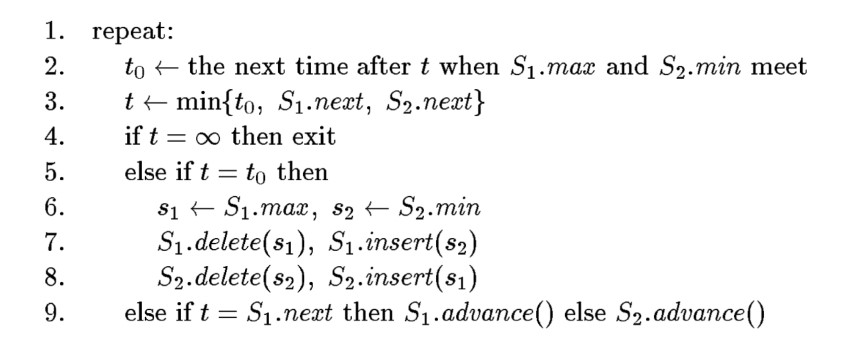 1. repeat:
2. t₀ ← the next time after t when S₁.max and S₂.min meet
3. t ← min{t₀, S₁.next, S₂.next}
4. if t = ∞ then exit
5. else if t = t₀ then
6. s₁ ← S₁.max, s₂ ← S₂.min
7. S₁.delete(s₁), S₁.insert(s₂)
8. S₂.delete(s₂), S₂.insert(s₁)
9. else if t = S₁.next then S₁.advance() else S₂.advance()